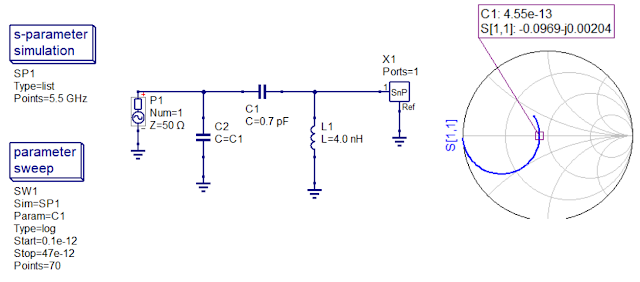 s-parameter
simulation
SP1
Type=list
Points=5.5 GHz
parameter
sweep
SW1
Sim=SP1
Param=C1
Type=log
Start=0.1e-12
Stop=47e-12
Points=70
P1
Num=1
Z=50 Ω
C2
C=C1
C1
C=0.7 pF
L1
L=4.0 nH
X1
Ports=1
1
SnP
Ref
C1: 4.55e-13
S[1,1]: -0.0969-j0.00204
S[1,1]